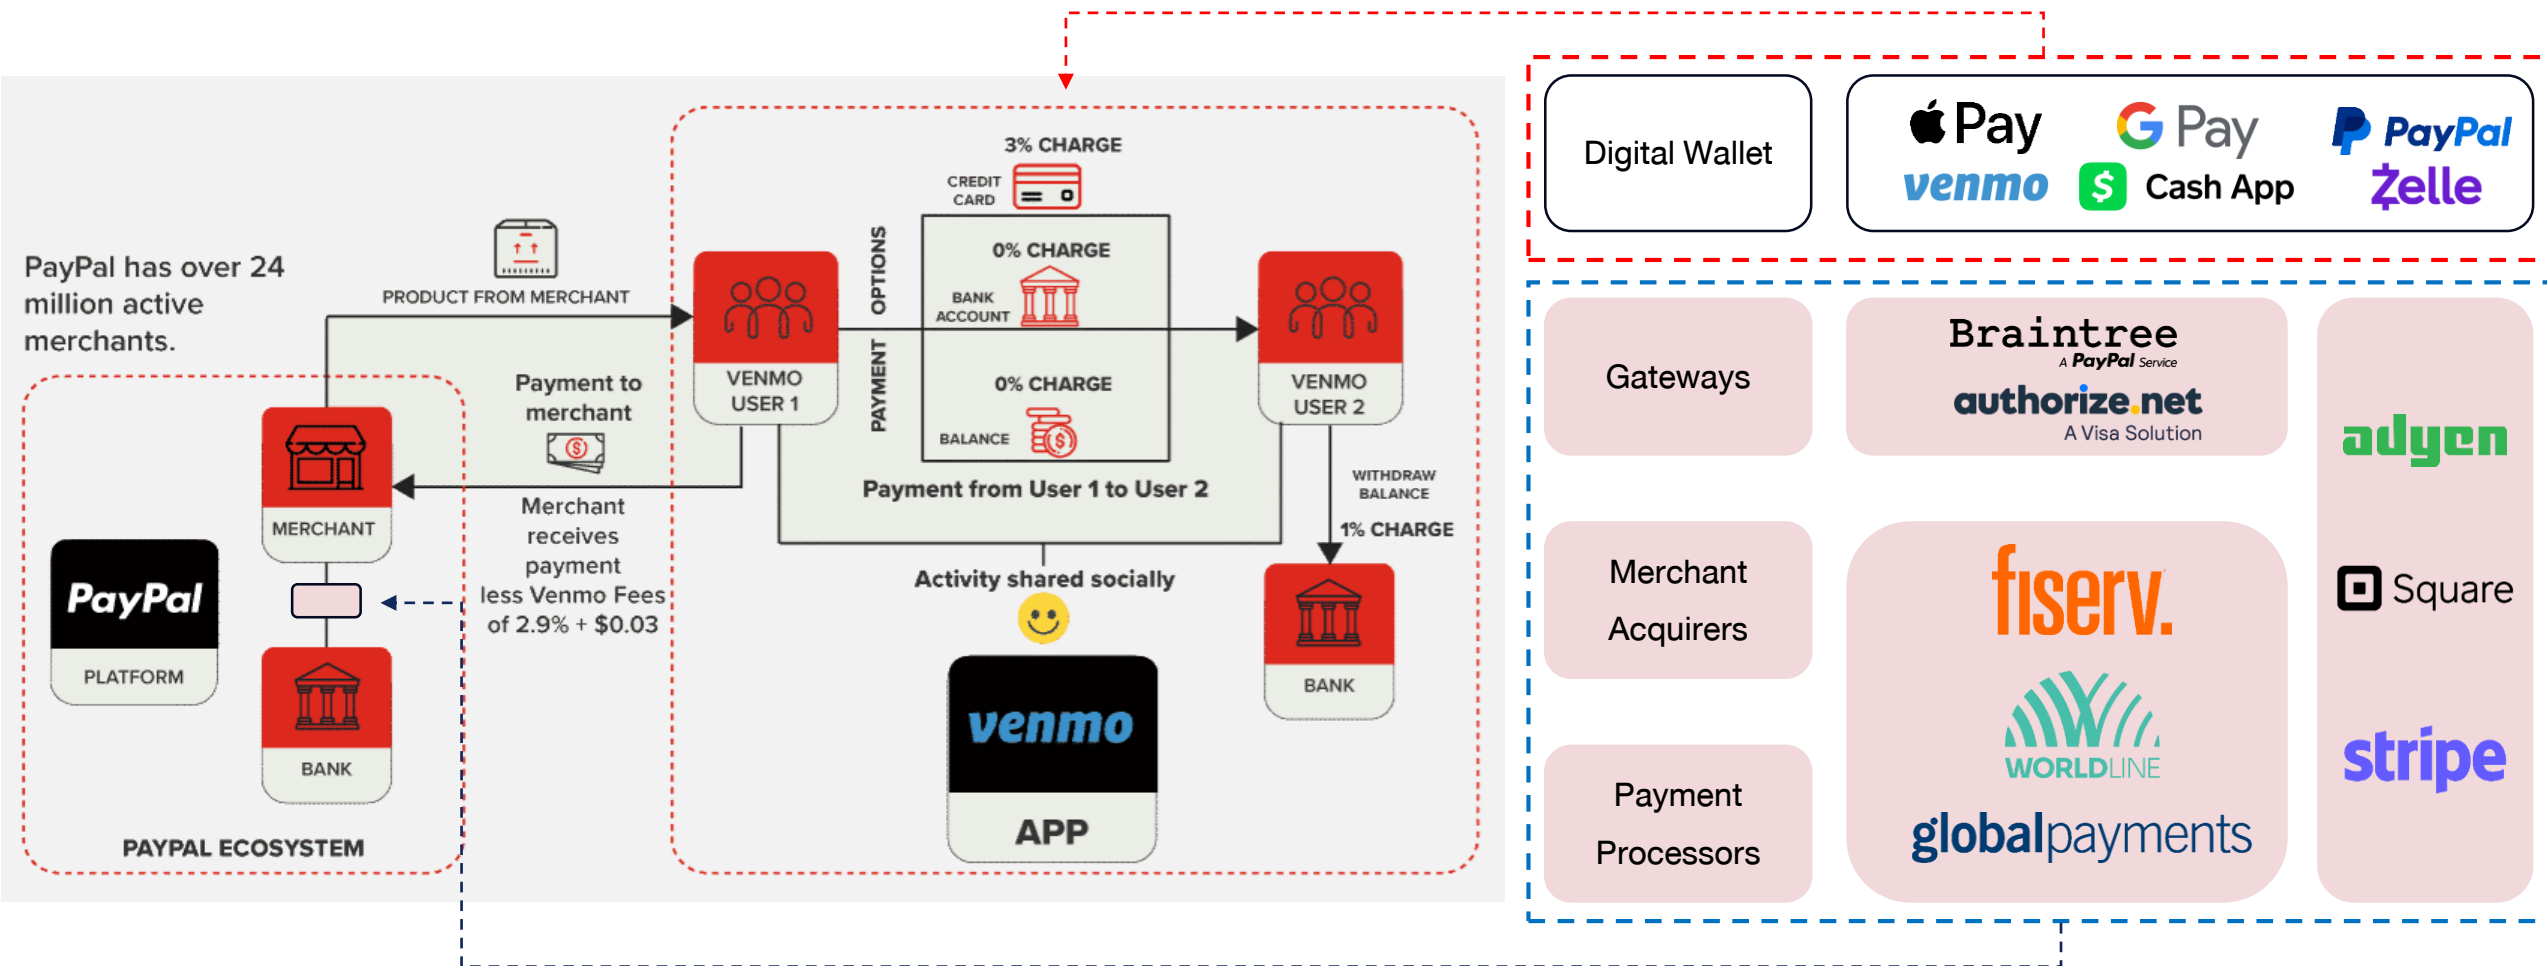 PayPal has over 24
million active
merchants.
PRODUCT FROM MERCHANT
Payment to
merchant
Merchant
receives
payment
less Venmo Fees
of 2.9% + $0.03
MERCHANT
PayPal
PLATFORM
BANK
PAYPAL ECOSYSTEM
VENMO
USER 1
PAYMENT OPTIONS
3% CHARGE
CREDIT
CARD
0% CHARGE
BANK
ACCOUNT
0% CHARGE
BALANCE
Payment from User 1 to User 2
VENMO
USER 2
WITHDRAW
BALANCE
1% CHARGE
BANK
Activity shared socially
venmo
APP
Digital Wallet
Pay
G Pay
PayPal
venmo
$ Cash App
Zelle
Gateways
Braintree
A PayPal Service
authorize.net
A Visa Solution
Merchant
Acquirers
Payment
Processors
fiserv.
WORLDLINE
globalpayments
adyen
Square
stripe